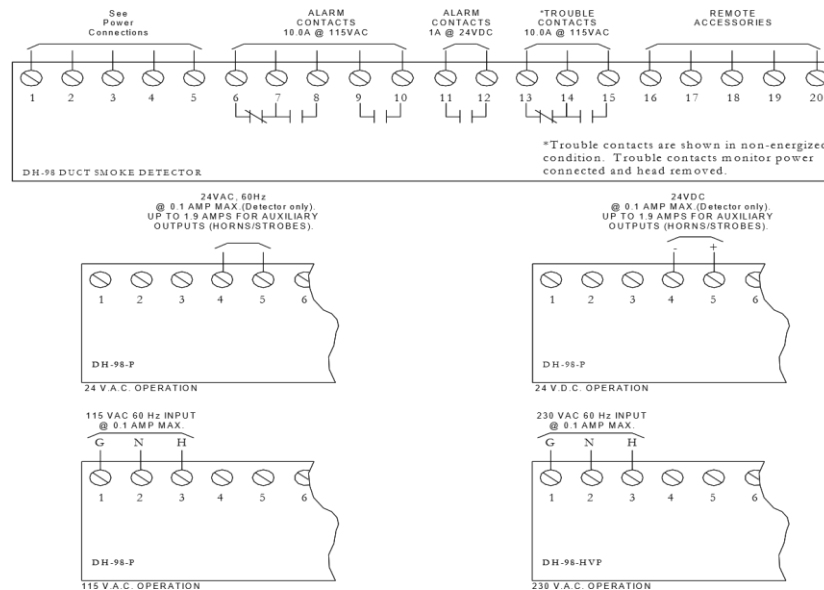 See
Power
Connections
ALARM
CONTACTS
10.0A @ 115VAC
ALARM
CONTACTS
1A @ 24VDC
*TROUBLE
CONTACTS
10.0A @ 115VAC
REMOTE
ACCESSORIES
1 2 3 4 5 6 7 8 9 10 11 12 13 14 15 16 17 18 19 20
*Trouble contacts are shown in non-energized
condition. Trouble contacts monitor power
connected and head removed.
DH-98 DUCT SMOKE DETECTOR
24VAC, 60Hz
@ 0.1 AMP MAX.(Detector only).
UP TO 1.9 AMPS FOR AUXILIARY
OUTPUTS (HORNS/STROBES).
1 2 3 4 5 6
DH-98-P
24 V.A.C. OPERATION
24VDC
@ 0.1 AMP MAX.(Detector only).
UP TO 1.9 AMPS FOR AUXILIARY
OUTPUTS (HORNS/STROBES).
- +
1 2 3 4 5 6
DH-98-P
24 V.D.C. OPERATION
115 VAC 60 Hz INPUT
@ 0.1 AMP MAX.
G N H
1 2 3 4 5 6
DH-98-P
115 V.A.C. OPERATION
230 VAC 60 Hz INPUT
@ 0.1 AMP MAX.
G N H
1 2 3 4 5 6
DH-98-HVP
230 V.A.C. OPERATION